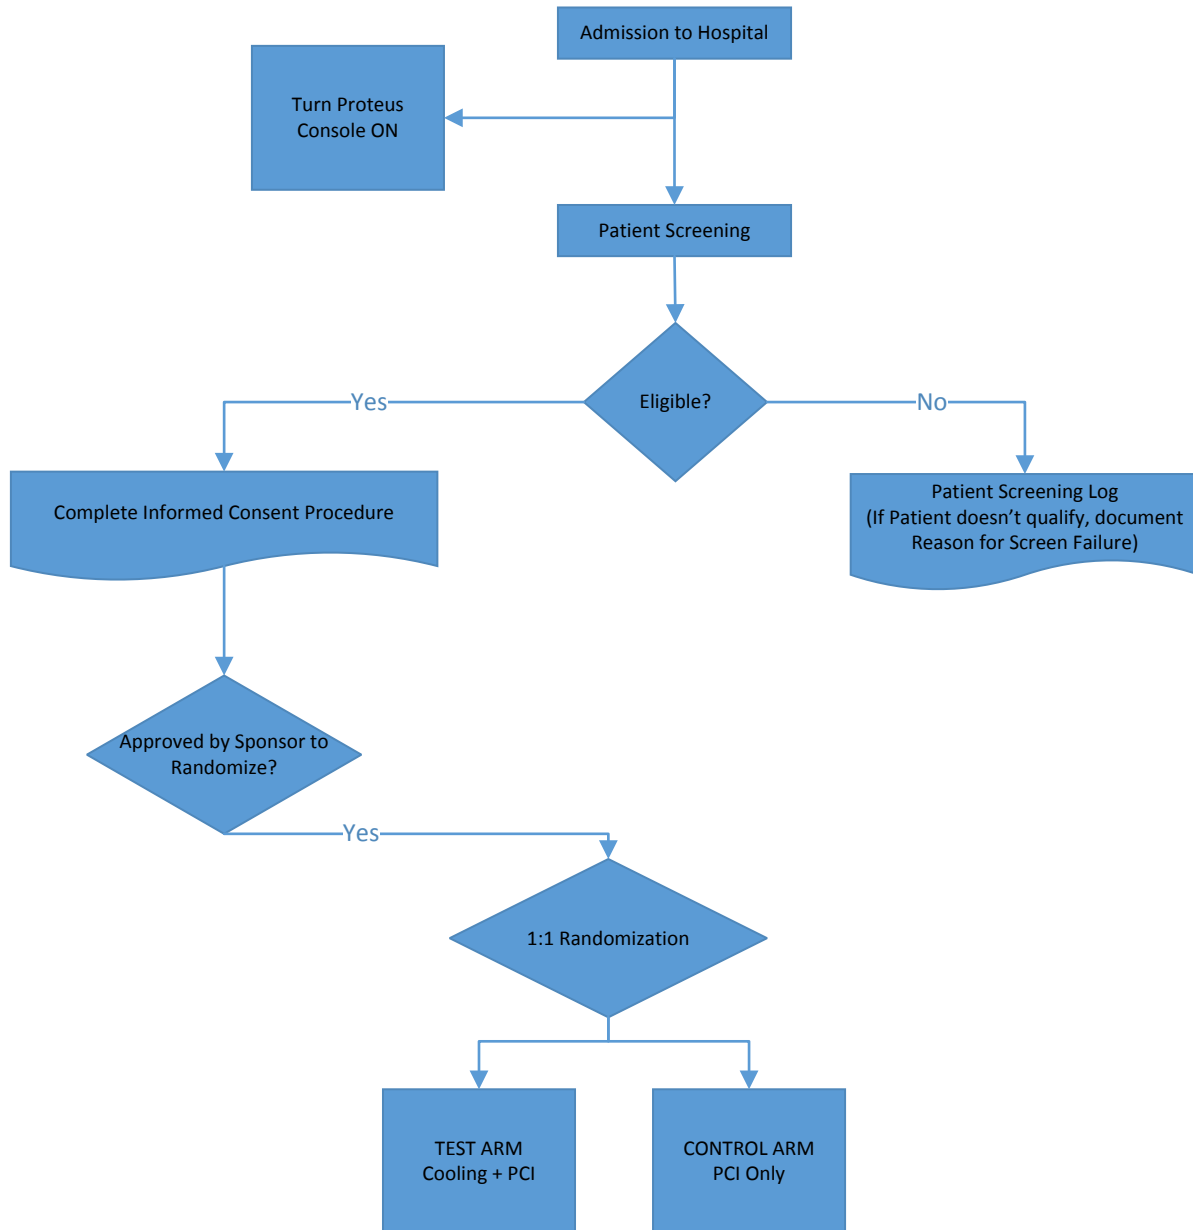 Admission to Hospital
Turn Proteus
Console ON
Patient Screening
Eligible?
Yes
No
Complete Informed Consent Procedure
Patient Screening Log
(If Patient doesn’t qualify, document
Reason for Screen Failure)
Approved by Sponsor to
Randomize?
Yes
1:1 Randomization
TEST ARM
Cooling + PCI
CONTROL ARM
PCI Only